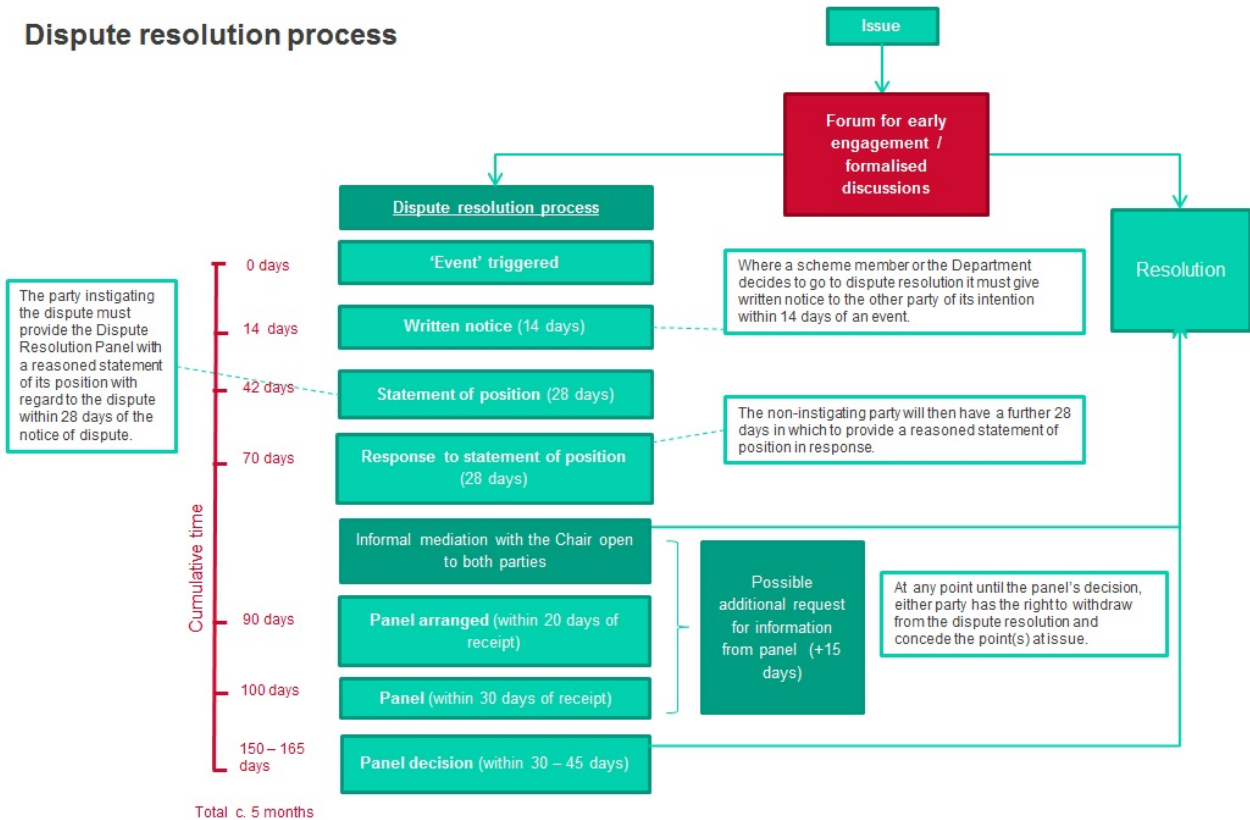 Dispute resolution process
Issue
Forum for early
engagement /
formalised
discussions
Dispute resolution process
Resolution
0 days
'Event' triggered
Where a scheme member or the Department
decides to go to dispute resolution it must give
written notice to the other party of its intention
within 14 days of an event.
The party instigating
the dispute must
provide the Dispute
Resolution Panel with
a reasoned statement
of its position with
regard to the dispute
within 28 days of the
notice of dispute.
14 days
Written notice (14 days)
42 days
Statement of position (28 days)
The non-instigating party will then have a further 28
days in which to provide a reasoned statement of
position in response.
70 days
Response to statement of position
(28 days)
Cumulative time
Informal mediation with the Chair open
to both parties
Possible
additional request
for information
from panel (+15
days)
At any point until the panel's decision,
either party has the right to withdraw
from the dispute resolution and
concede the point(s) at issue.
90 days
Panel arranged (within 20 days of
receipt)
100 days
Panel (within 30 days of receipt)
150 – 165
days
Panel decision (within 30 – 45 days)
Total c. 5 months